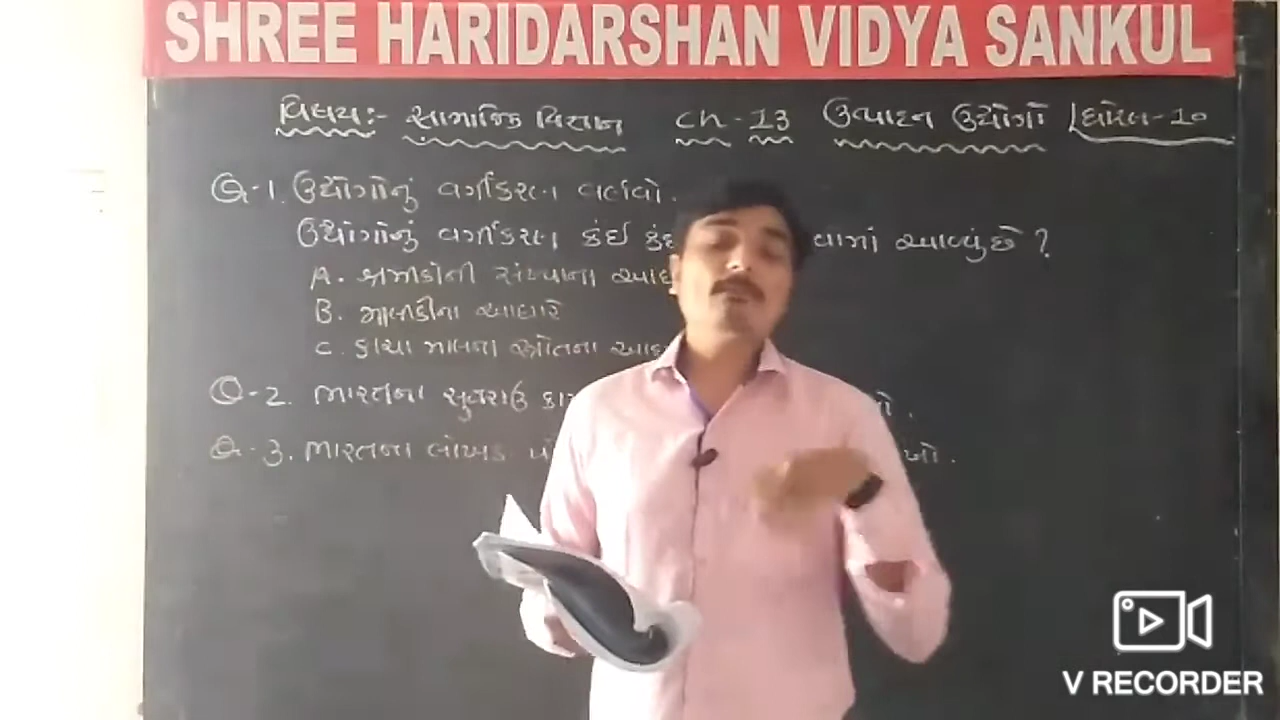 SHREE HARIDARSHAN VIDYA SANKUL
વિષય:- સામાજિક વિજ્ઞાન Ch-13 ઉત્પાદન ઉદ્યોગો ધોરણ-10
Q-1. ઉદ્યોગોનું વર્ગીકરણ વર્ણવો.
ઉદ્યોગોનું વર્ગીકરણ કંઈ વામાં આવ્યું છે ?
A. શ્રમિકોની સંખ્યાના
B. માલિકીના આધારે
C. કાચા માલના સ્ત્રોતના
Q-2. ભારતના સુતરાઉ
Q-3. ભારતના લોખંડ
V RECORDER